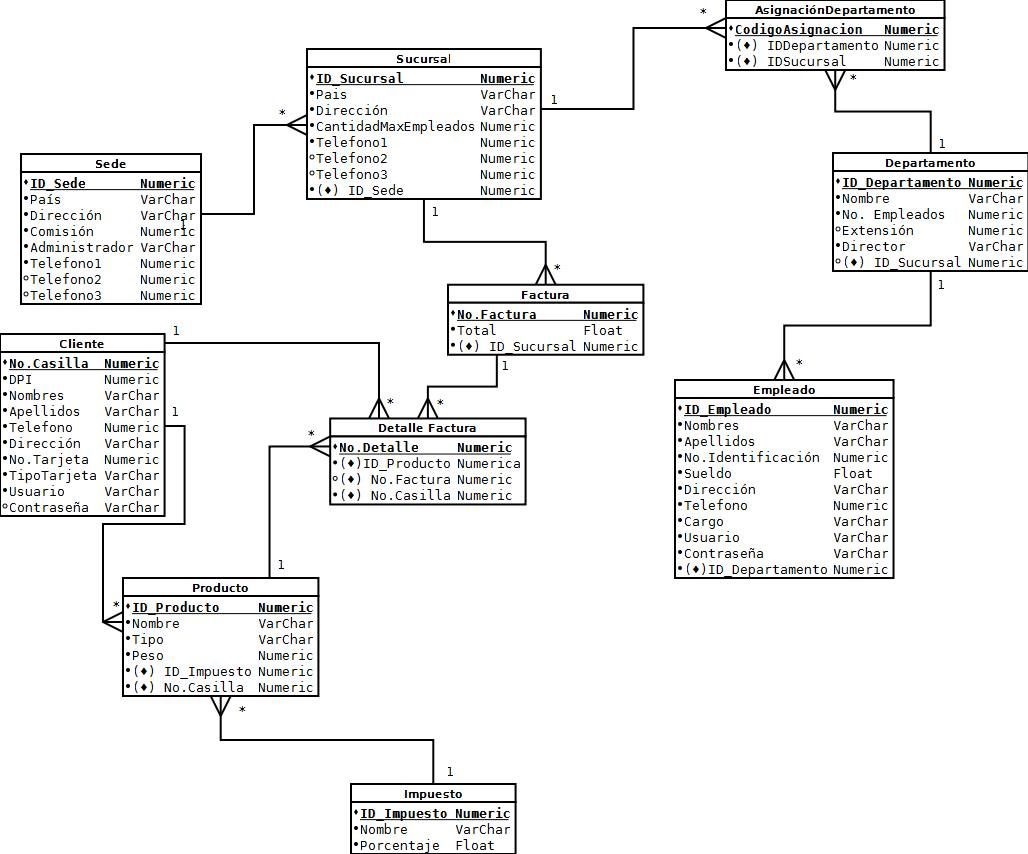 AsignaciónDepartamento
CodigoAsignacion Numeric
(♦) IDDepartamento Numeric
(♦) IDSucursal Numeric
*
*
1
Sucursal
ID_Sucursal Numeric
Pais VarChar
Dirección VarChar
CantidadMaxEmpleados Numeric
Telefono1 Numeric
Telefono2 Numeric
Telefono3 Numeric
(♦) ID_Sede Numeric
*
1
1
Sede
ID_Sede Numeric
País VarChar
Dirección VarChar
Comisión Numeric
Administrador VarChar
Telefono1 Numeric
Telefono2 Numeric
Telefono3 Numeric
1
Departamento
ID_Departamento Numeric
Nombre VarChar
No. Empleados Numeric
Extensión Numeric
Director VarChar
(♦) ID_Sucursal Numeric
1
*
Factura
No.Factura Numeric
Total Float
(♦) ID_Sucursal Numeric
1
Cliente
No.Casilla Numeric
DPI Numeric
Nombres VarChar
Apellidos VarChar
Telefono Numeric
Dirección VarChar
No.Tarjeta Numeric
TipoTarjeta VarChar
Usuario VarChar
Contraseña VarChar
1
1
*
*
*
Detalle Factura
No.Detalle Numeric
(♦)ID_Producto Numerica
(♦) No.Factura Numeric
(♦) No.Casilla Numeric
*
Empleado
ID_Empleado Numeric
Nombres VarChar
Apellidos VarChar
No.Identificación Numeric
Sueldo Float
Dirección VarChar
Telefono Numeric
Cargo VarChar
Usuario VarChar
Contraseña VarChar
(♦)ID_Departamento Numeric
1
*
Producto
ID_Producto Numeric
Nombre VarChar
Tipo VarChar
Peso Numeric
(♦) ID_Impuesto Numeric
(♦) No.Casilla Numeric
*
1
Impuesto
ID_Impuesto Numeric
Nombre VarChar
Porcentaje Float